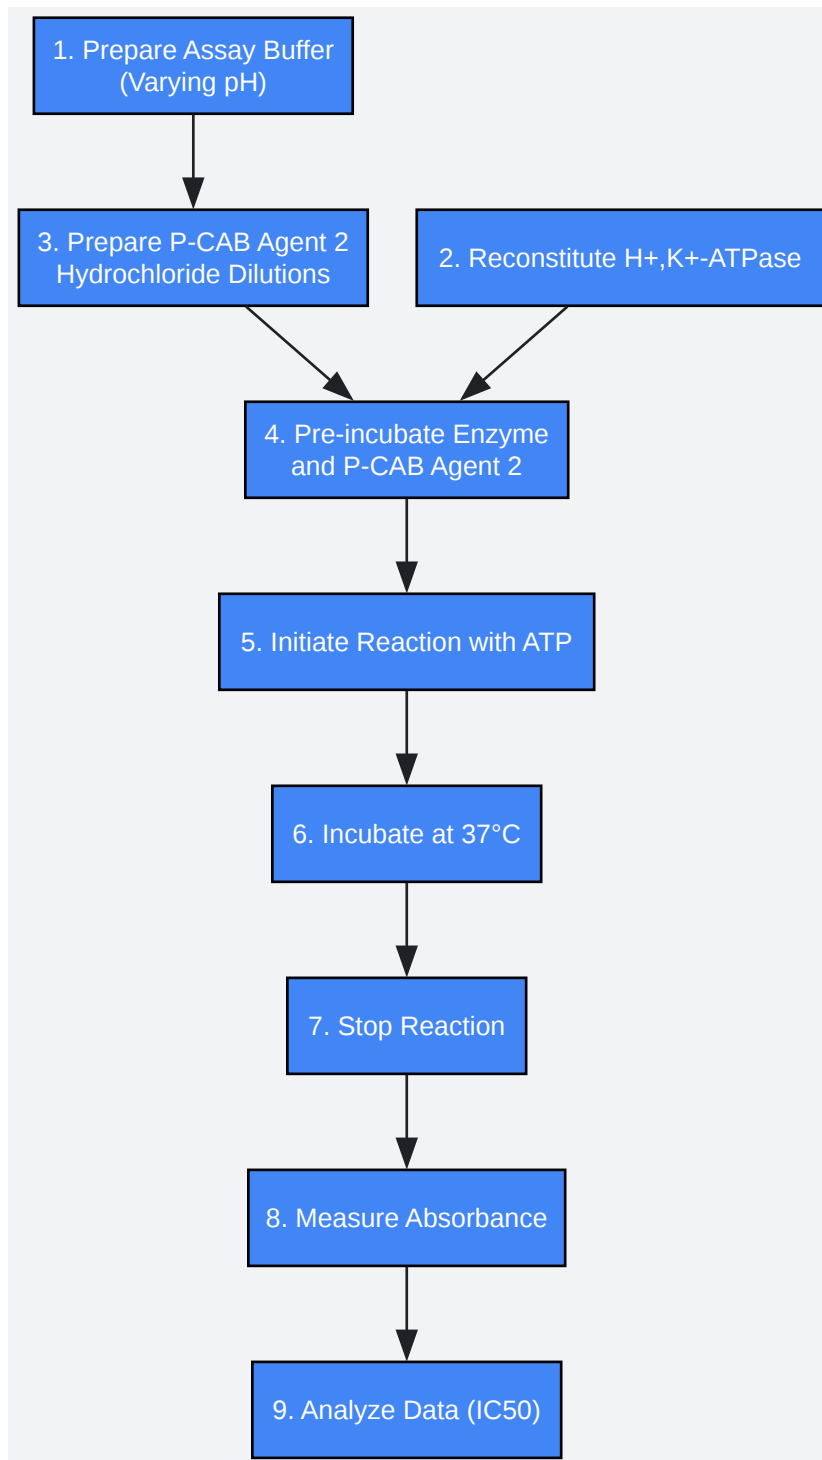 1. Prepare Assay Buffer
(Varying pH)
3. Prepare P-CAB Agent 2
Hydrochloride Dilutions
2. Reconstitute H+,K+-ATPase
4. Pre-incubate Enzyme
and P-CAB Agent 2
5. Initiate Reaction with ATP
6. Incubate at 37°C
7. Stop Reaction
8. Measure Absorbance
9. Analyze Data (IC50)